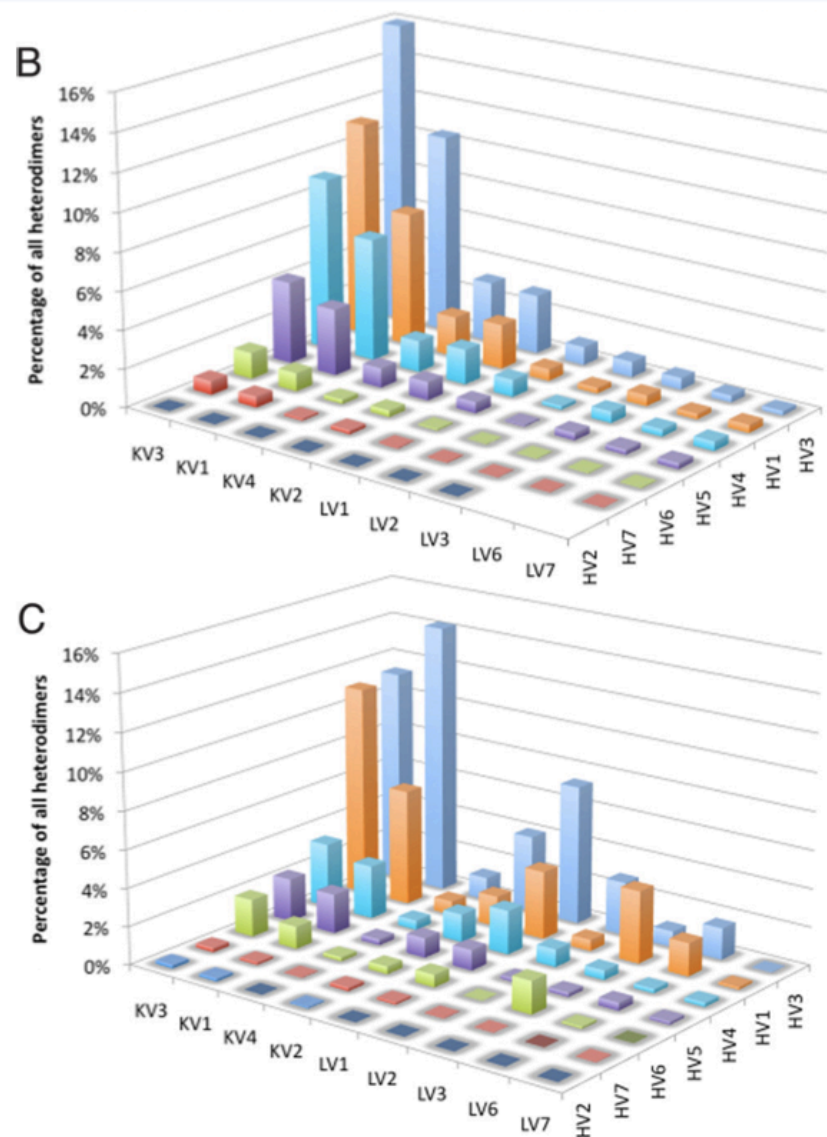 B
Percentage of all heterodimers
16%
14%
12%
10%
8%
6%
4%
2%
0%
KV3
KV1
KV4
KV2
LV1
LV2
LV3
LV6
LV7
HV2
HV7
HV6
HV5
HV4
HV1
HV3
C
Percentage of all heterodimers
16%
14%
12%
10%
8%
6%
4%
2%
0%
KV3
KV1
KV4
KV2
LV1
LV2
LV3
LV6
LV7
HV2
HV7
HV6
HV5
HV4
HV1
HV3